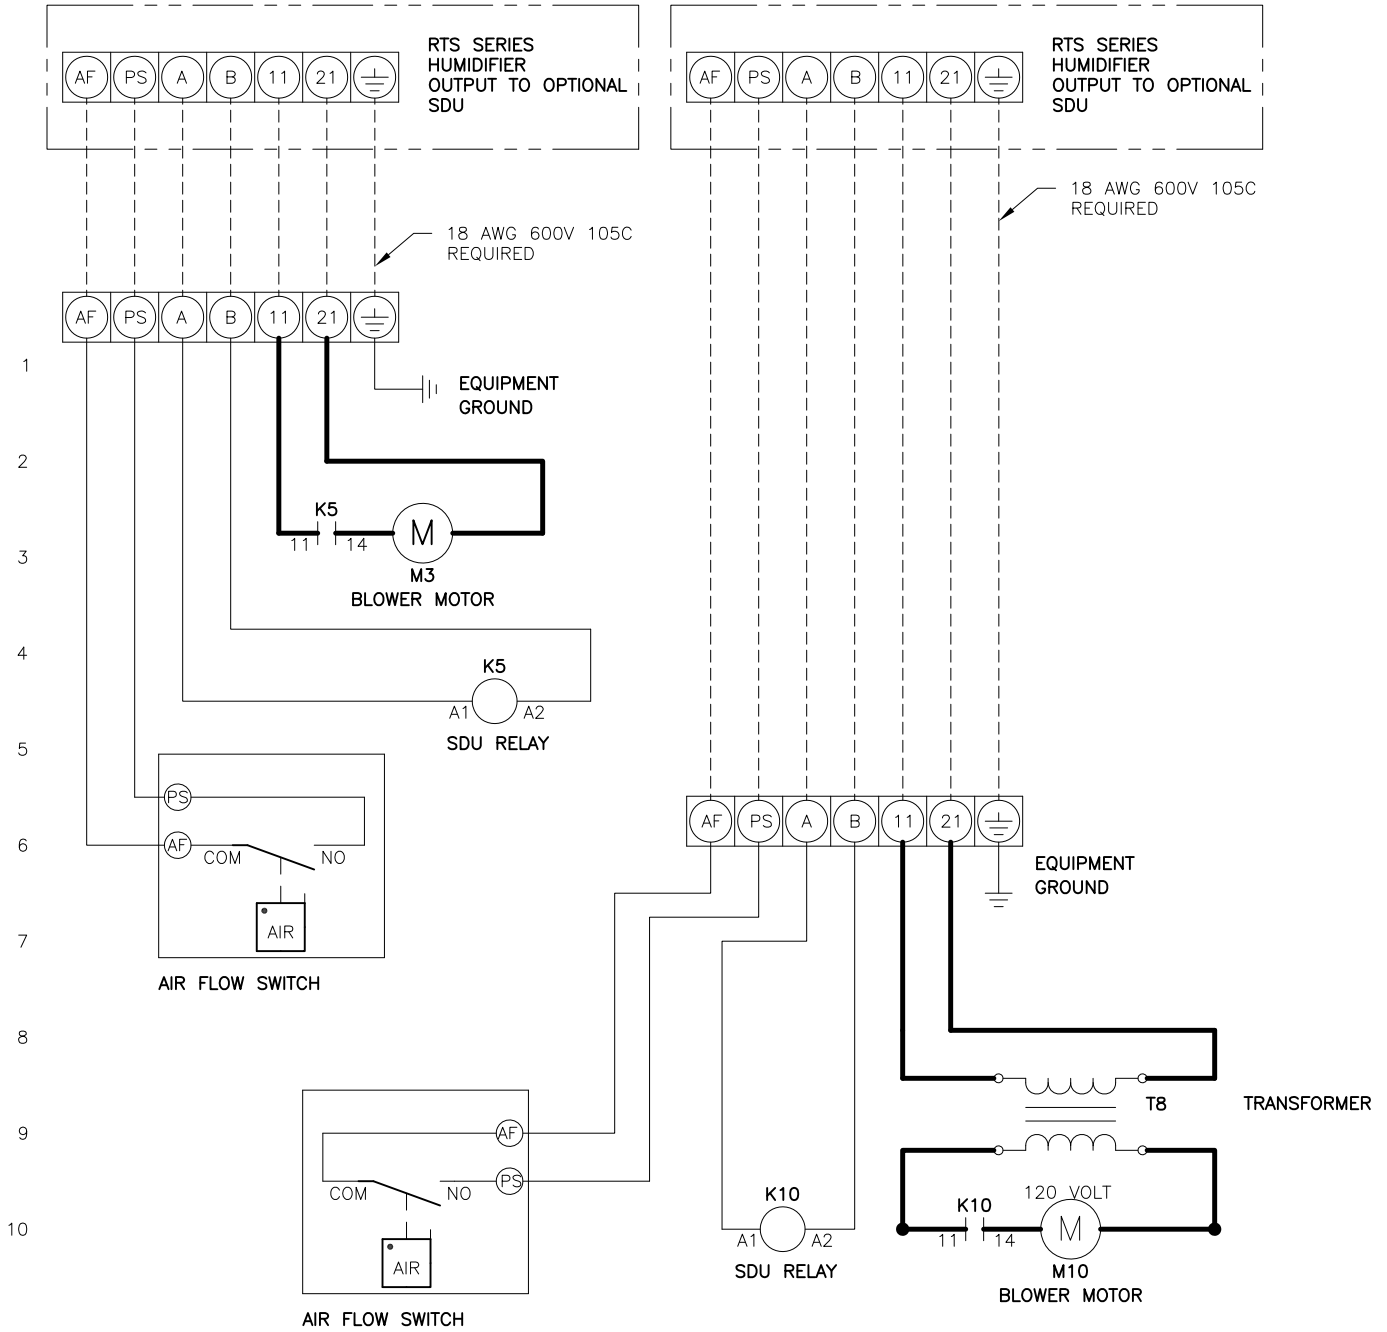 RTS SERIES
HUMIDIFIER
OUTPUT TO OPTIONAL
SDU
AF PS A B 11 21
RTS SERIES
HUMIDIFIER
OUTPUT TO OPTIONAL
SDU
AF PS A B 11 21
18 AWG 600V 105C
REQUIRED
18 AWG 600V 105C
REQUIRED
AF PS A B 11 21
1
EQUIPMENT
GROUND
2
K5
11 14
M
3
M3
BLOWER MOTOR
4
K5
A1 A2
SDU RELAY
5
PS
AF
6
COM NO
AIR
7
AIR FLOW SWITCH
AF PS A B 11 21
EQUIPMENT
GROUND
8
T8
TRANSFORMER
9
AF
PS
COM NO
AIR
10
AIR FLOW SWITCH
K10
A1 A2
SDU RELAY
120 VOLT
K10
11 14
M
M10
BLOWER MOTOR